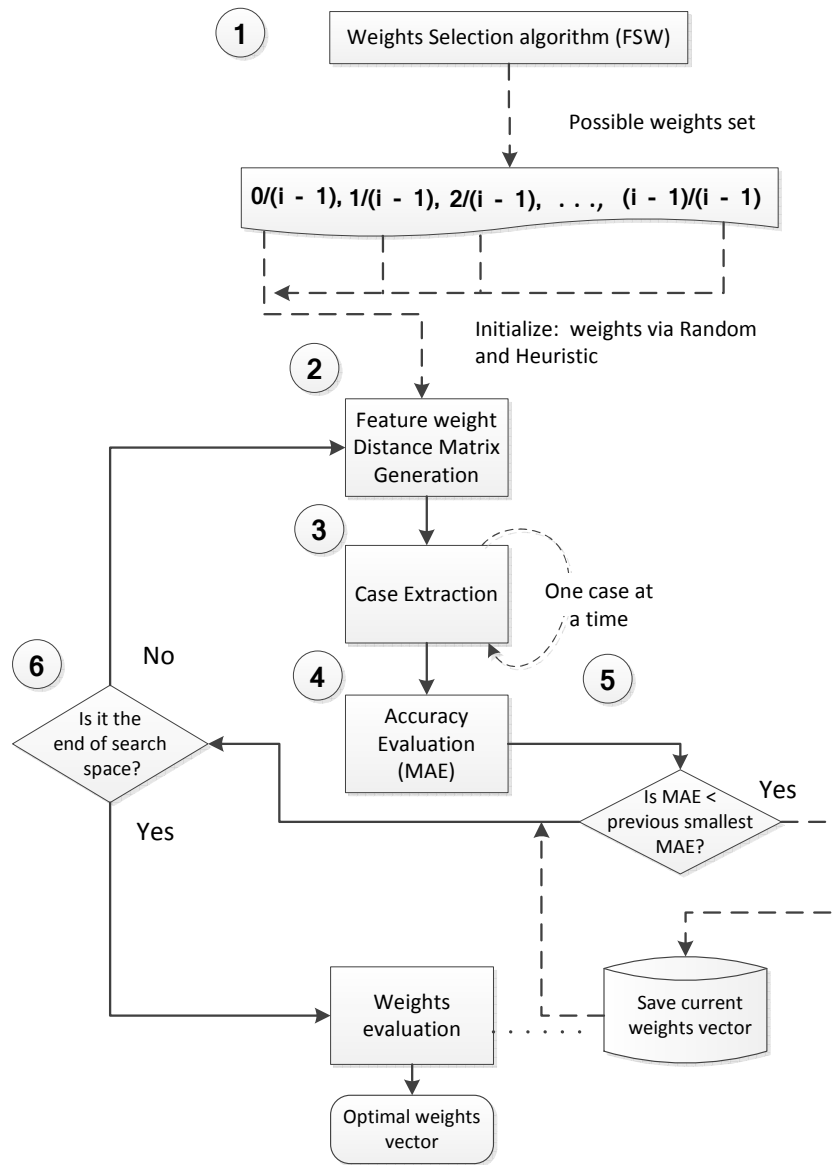 1
Weights Selection algorithm (FSW)
Possible weights set
0/(i - 1), 1/(i - 1), 2/(i - 1), . . ., (i - 1)/(i - 1)
Initialize: weights via Random
and Heuristic
2
Feature weight
Distance Matrix
Generation
3
Case Extraction
One case at
a time
4
Accuracy
Evaluation
(MAE)
5
Is MAE <
previous smallest
MAE?
Yes
6
No
Is it the
end of search
space?
Yes
Save current
weights vector
Weights
evaluation
Optimal weights
vector